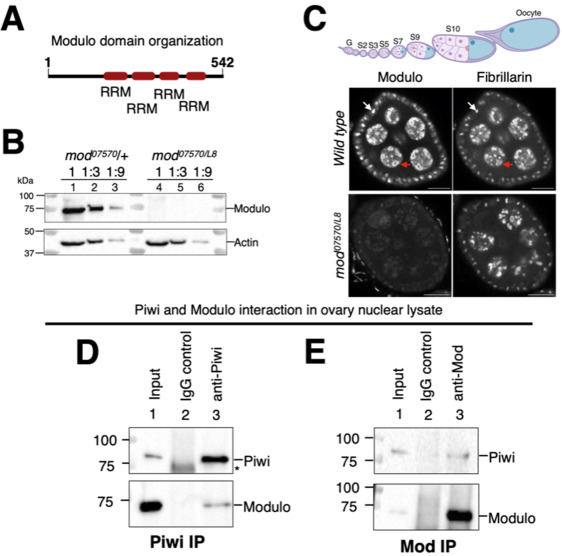 A
Modulo domain organization
1 542
RRM RRM
RRM RRM
B
mod07570/+ mod07570/L8
1 1:3 1:9 1 1:3 1:9
kDa
1 2 3 4 5 6
100
75
Modulo
50
37
Actin
C
Oocyte
G S2 S3 S5 S7 S9 S10
Modulo Fibrillarin
Wild type
mod07570/L8
Piwi and Modulo interaction in ovary nuclear lysate
D
Input IgG control anti-Piwi
1 2 3
100
75
Piwi
*
75
Modulo
Piwi IP
E
Input IgG control anti-Mod
1 2 3
100
75
Piwi
100
75
Modulo
Mod IP